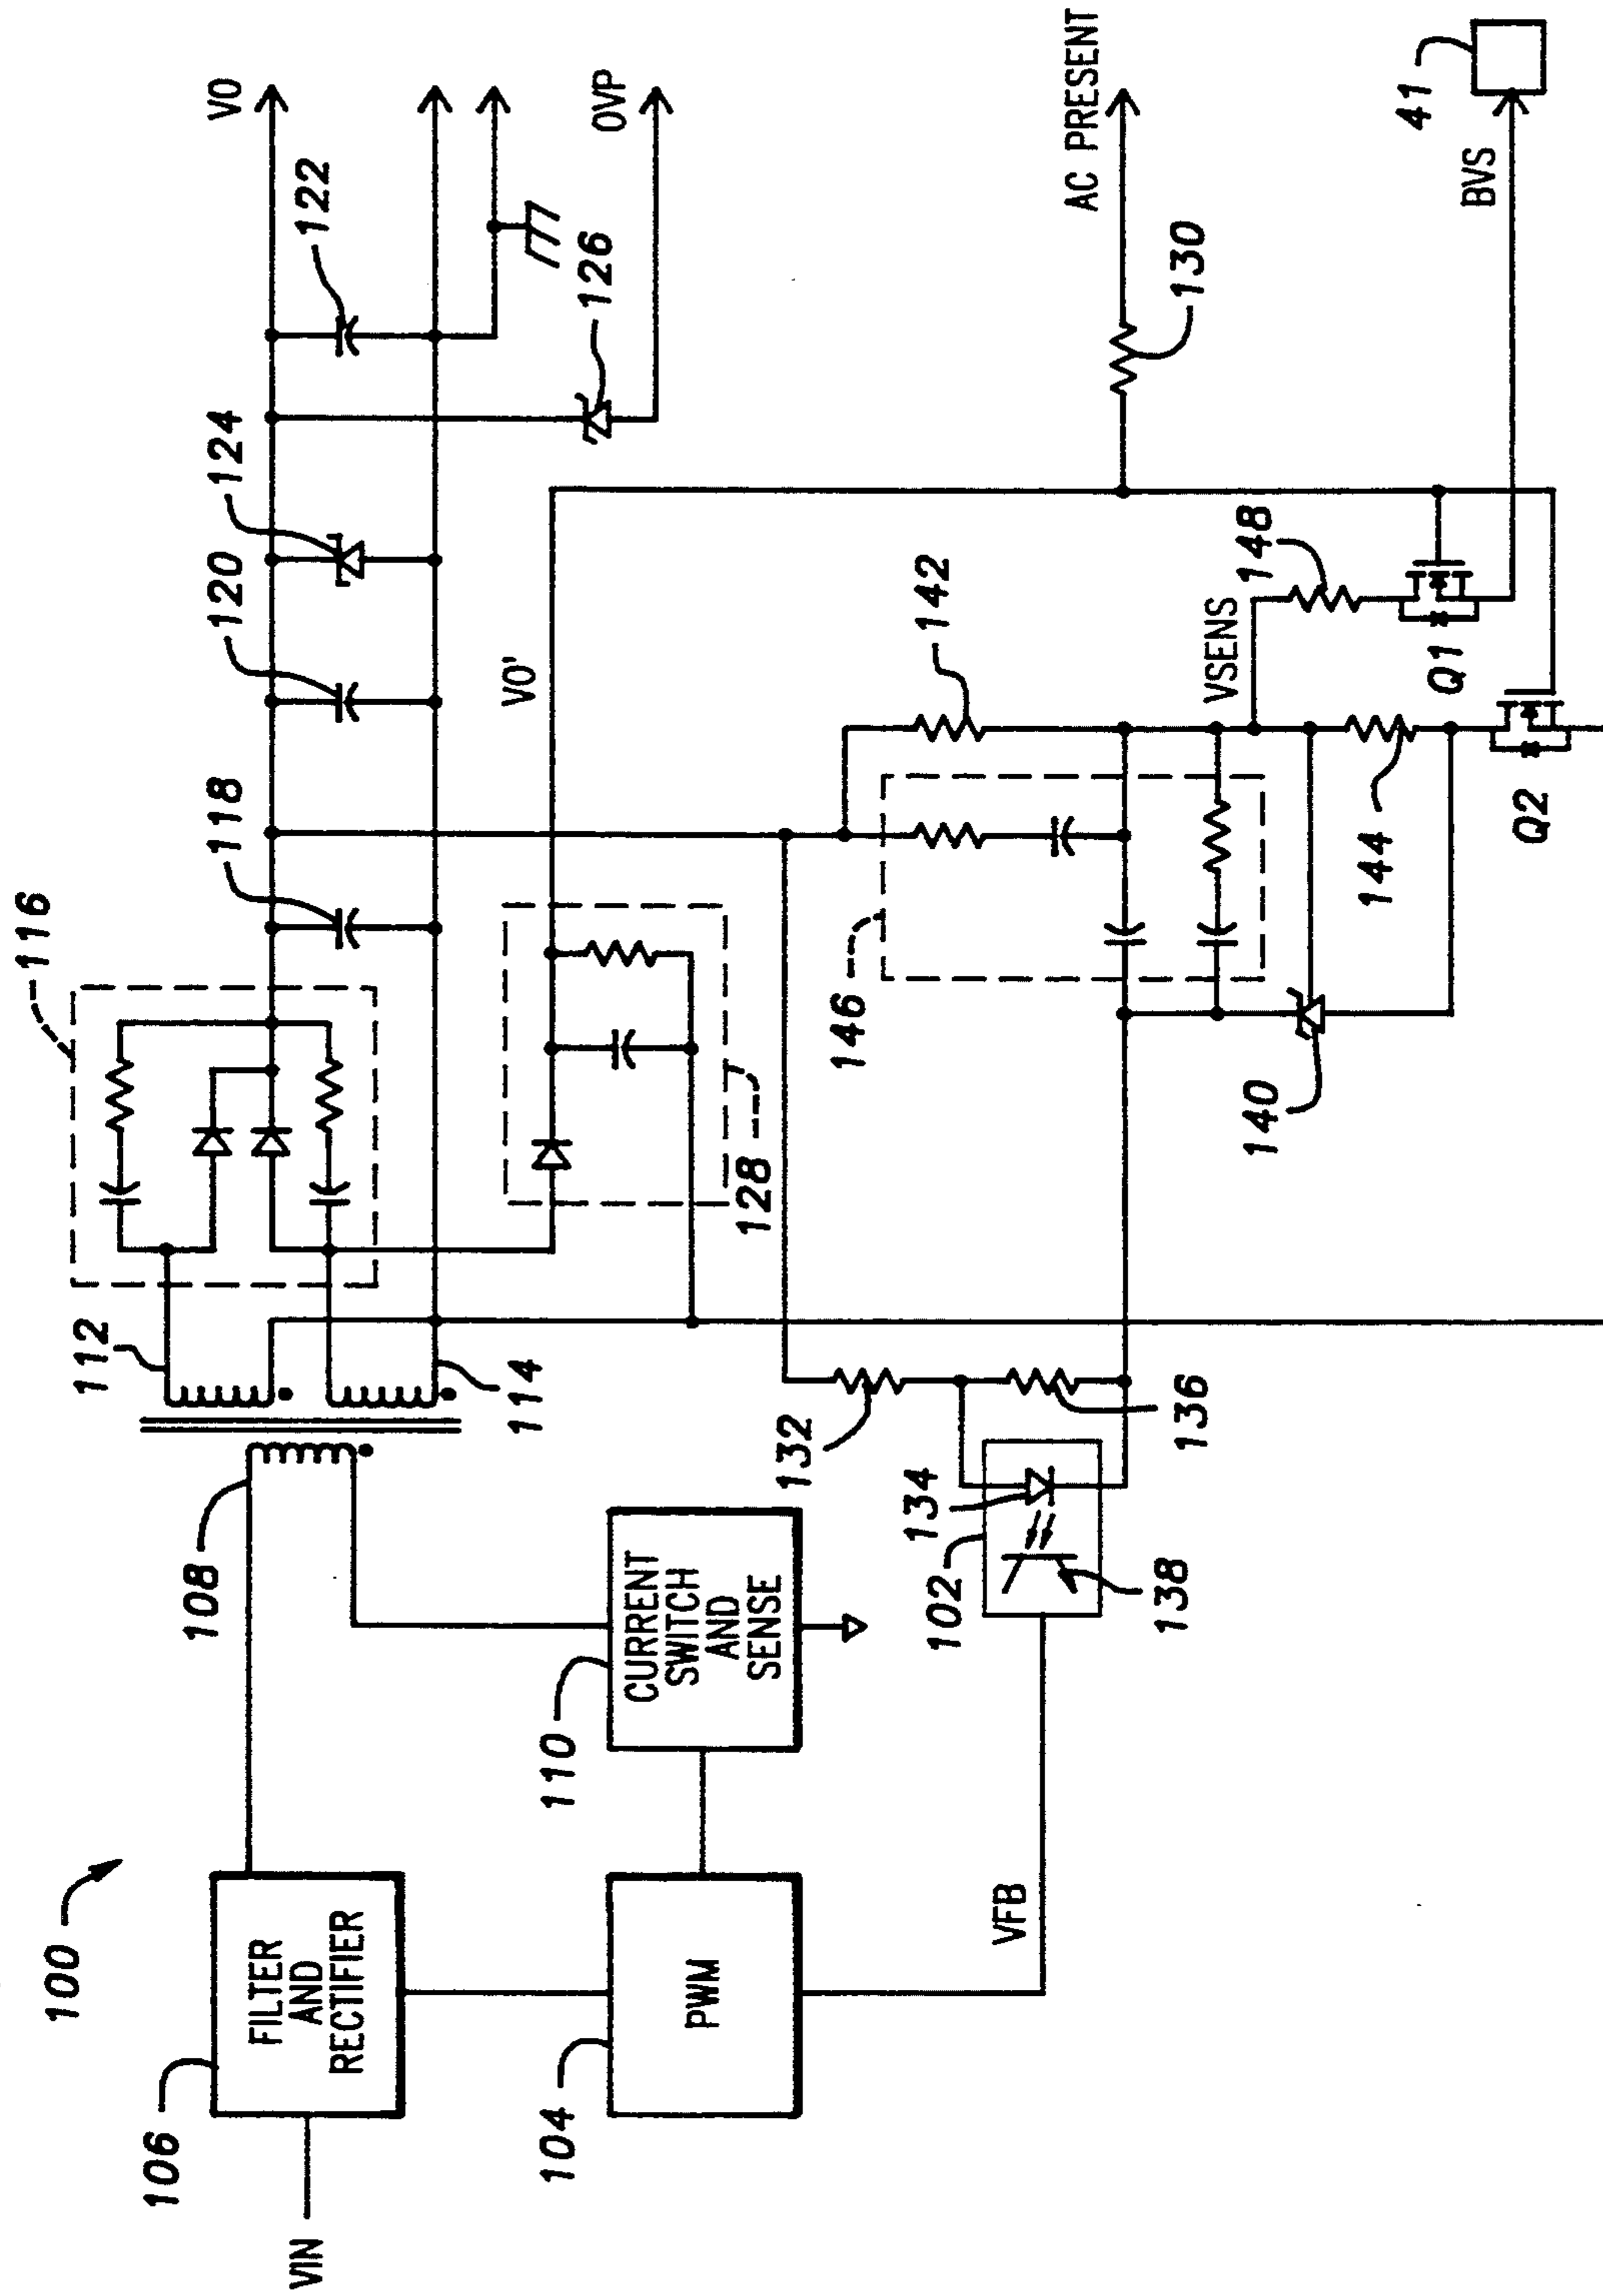 100
VIN
106
FILTER
AND
RECTIFIER
104
PWM
VFB
108
110
CURRENT
SWITCH
AND
SENSE
112
114
116
118
120
124
122
VO
126
OVP
128
VO'
132
134
102
136
138
146
140
142
144
VSENS
148
Q1
Q2
130
AC PRESENT
BVS
41